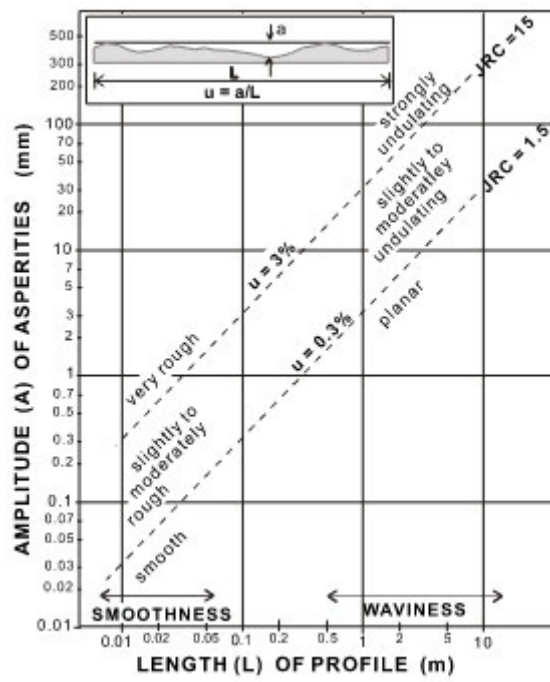 a
L
u = a/L
AMPLITUDE (A) OF ASPERITIES (mm)
500
300
200
100
70
50
30
20
10
7
5
3
2
1
0.7
0.5
0.3
0.2
0.1
0.07
0.05
0.03
0.02
0.01
JRC =15
strongly
undulating
JRC = 1.5
slightly to
moderatley
undulating
planar
u = 3%
u = 0.3%
very rough
slightly to
moderately
rough
smooth
SMOOTHNESS
WAVINESS
0.01
0.02
0.05
0.1
0.2
0.5
1
2
5
10
LENGTH (L) OF PROFILE (m)